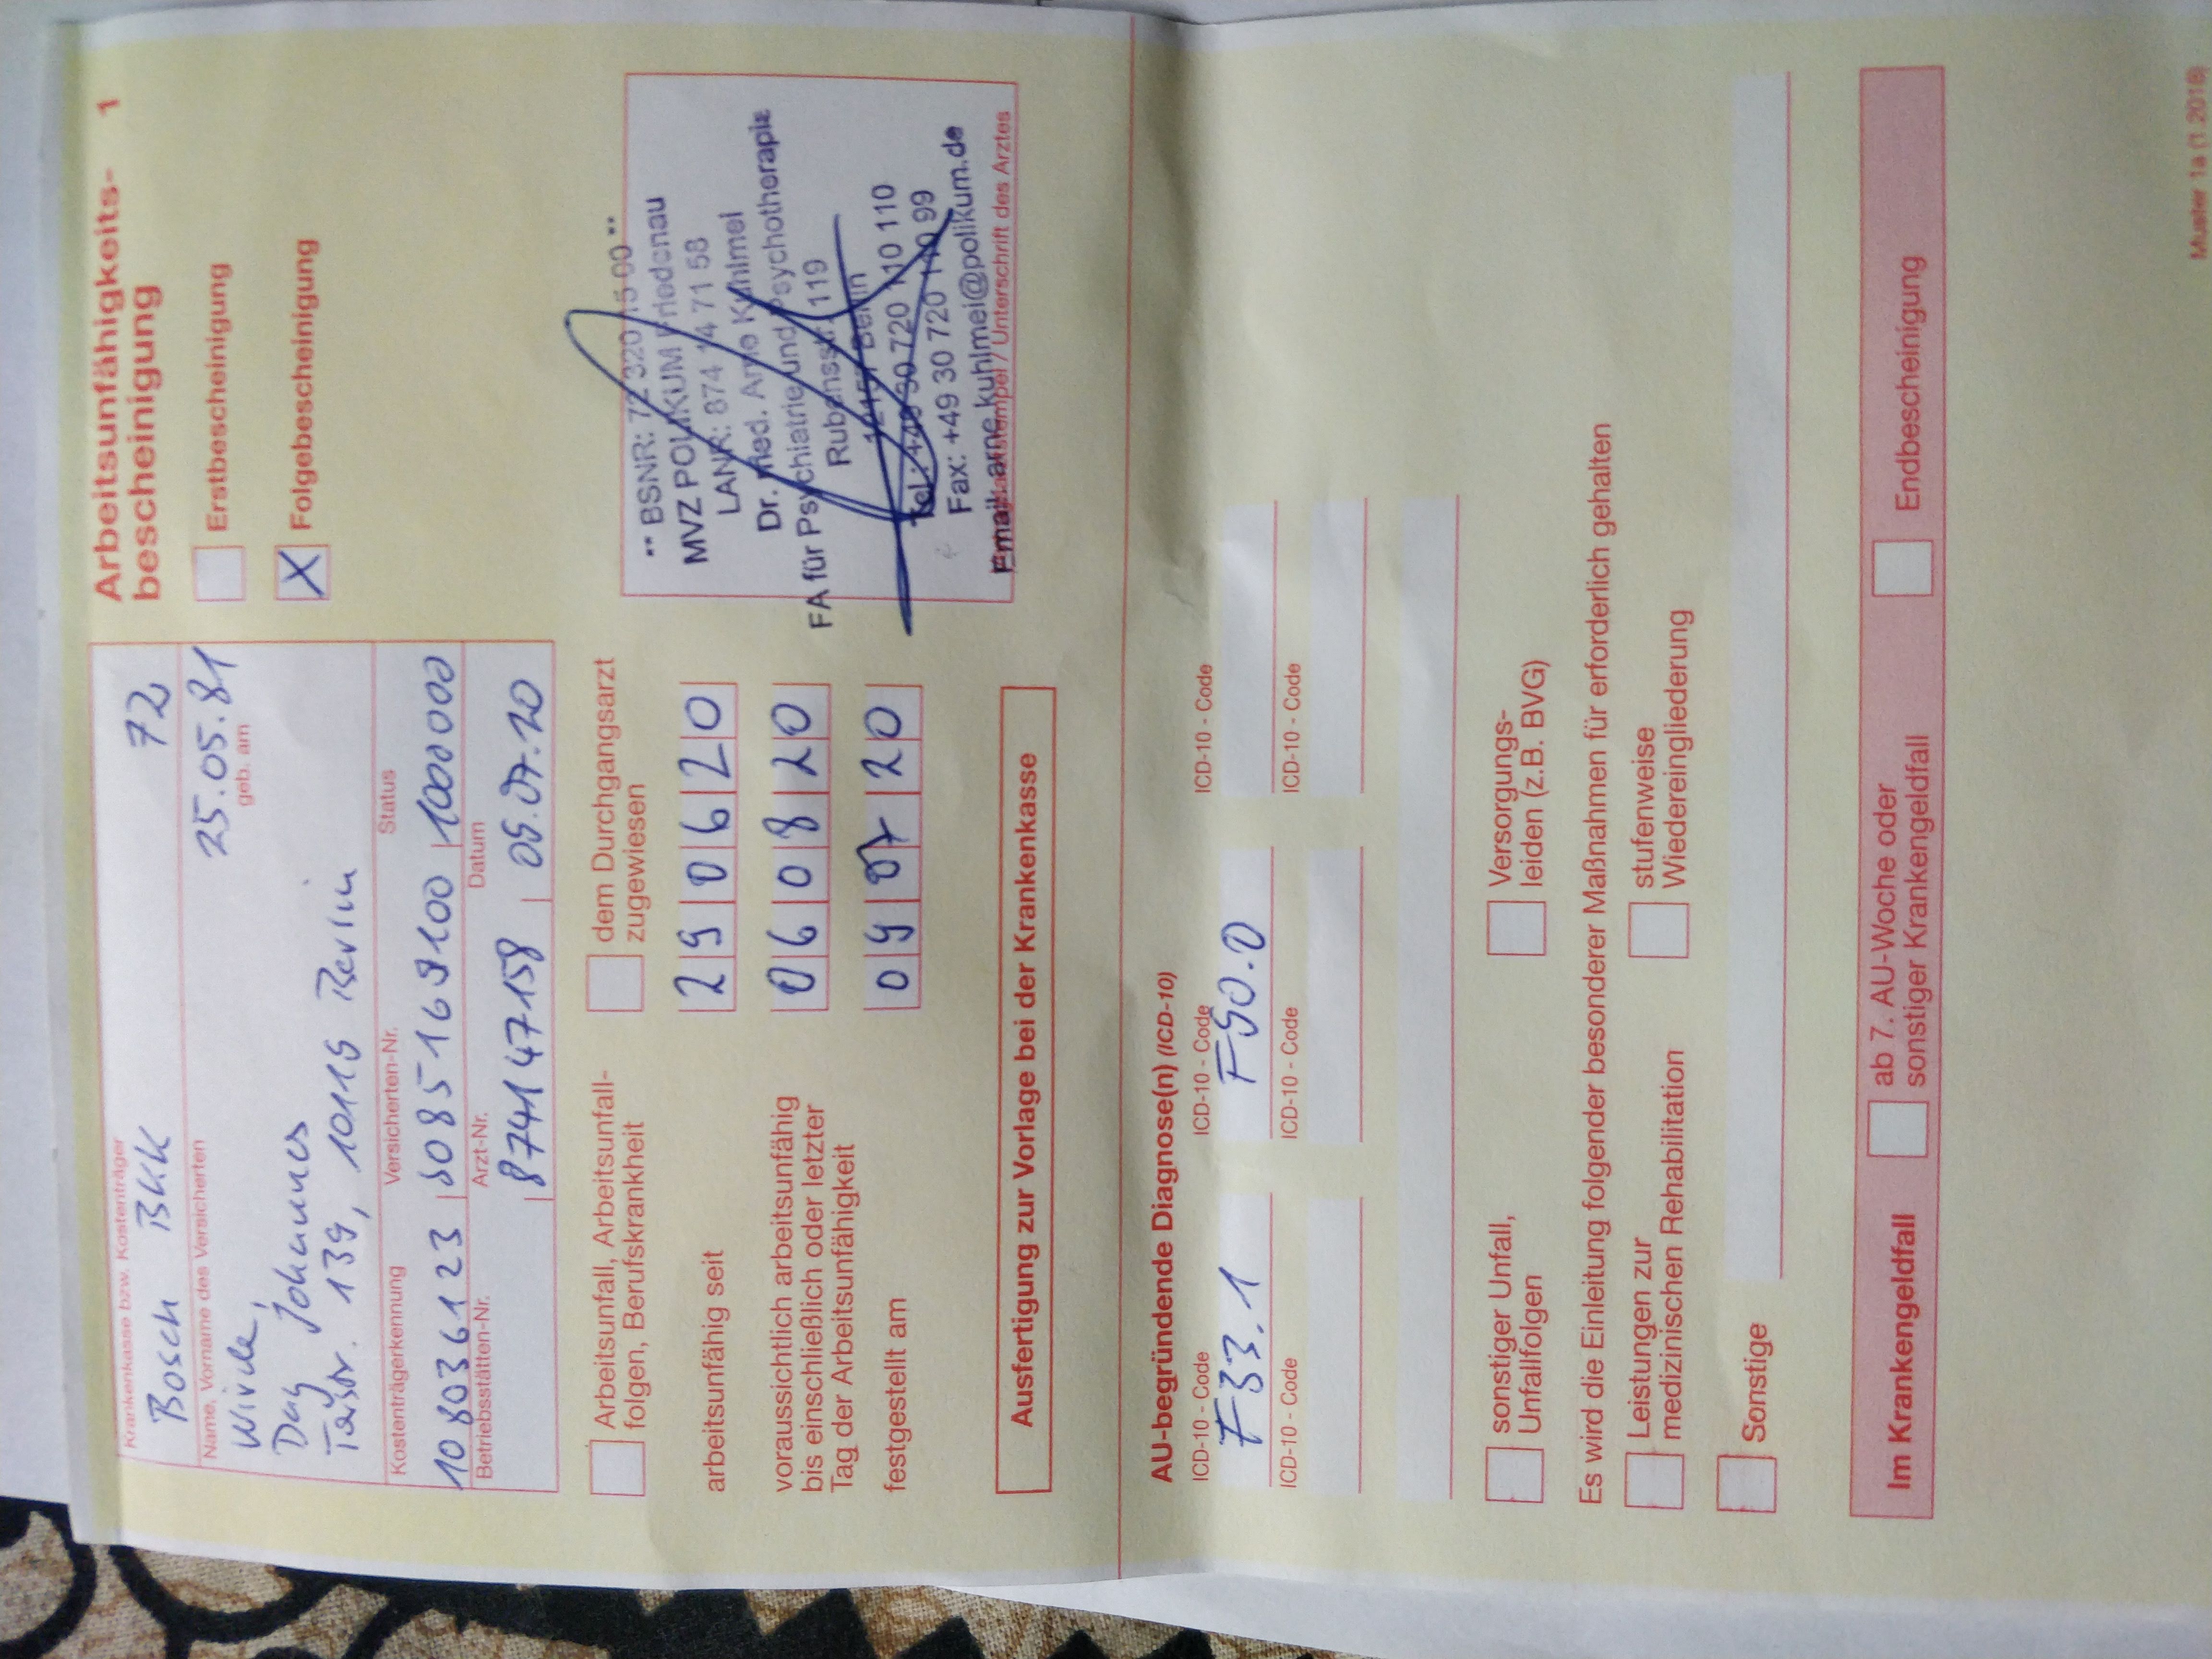 Arbeitsunfähigkeits- 1
bescheinigung
Krankenkasse bzw. Kostenträger
Bosch BKK 72
Name, Vorname des Versicherten
25.05.81
geb. am
Dag Johannes
139, 10119 Berlin
Erstbescheinigung
X Folgebescheinigung
Kostenträgerkennung Versicherten-Nr. Status
108036123 1000000
Betriebsstätten-Nr. Arzt-Nr. Datum
874147158 09.07.20
Arbeitsunfall, Arbeitsunfall-
folgen, Berufskrankheit
dem Durchgangsarzt
zugewiesen
arbeitsunfähig seit 290620
voraussichtlich arbeitsunfähig
bis einschließlich oder letzter
Tag der Arbeitsunfähigkeit
060820
festgestellt am 090720
** BSNR: 72 320 15 00 **
MVZ POLIKUM Friedenau
LANR: 874 14 71 58
Dr. med. Arne Kuhlmei
FA für Psychiatrie und Psychotherapie
Rubensstr. 119
12157 Berlin
Tel.: +49 30 720 110 110
Fax: +49 30 720 110 99
Email: arne.kuhlmei@polikum.de
/ Unterschrift des Arztes
Ausfertigung zur Vorlage bei der Krankenkasse
AU-begründende Diagnose(n) (ICD-10)
ICD-10 - Code ICD-10 - Code ICD-10 - Code
F33.1 F50.0
ICD-10 - Code ICD-10 - Code ICD-10 - Code
sonstiger Unfall,
Unfallfolgen
Versorgungs-
leiden (z.B. BVG)
Es wird die Einleitung folgender besonderer Maßnahmen für erforderlich gehalten
Leistungen zur
medizinischen Rehabilitation
stufenweise
Wiedereingliederung
Sonstige
Im Krankengeldfall
ab 7. AU-Woche oder
sonstiger Krankengeldfall
Endbescheinigung
Muster 1a (1.2018)